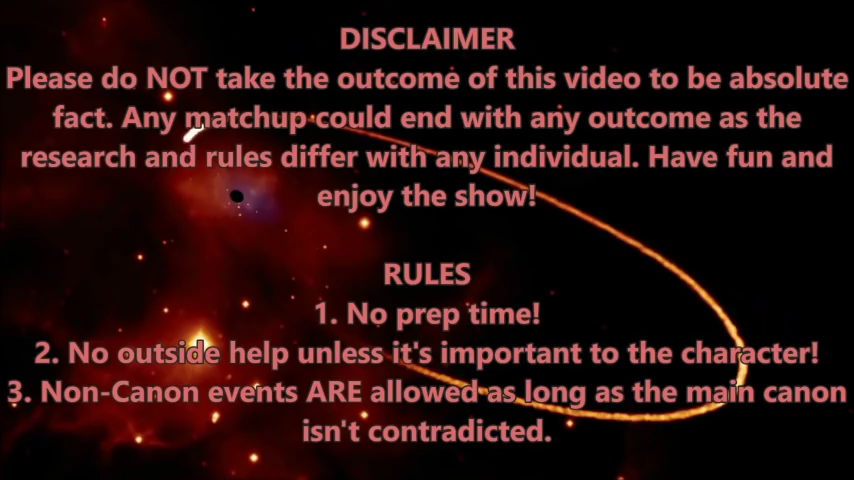 DISCLAIMER
Please do NOT take the outcome of this video to be absolute
fact. Any matchup could end with any outcome as the
research and rules differ with any individual. Have fun and
enjoy the show!
RULES
1. No prep time!
2. No outside help unless it's important to the character!
3. Non-Canon events ARE allowed as long as the main canon
isn't contradicted.